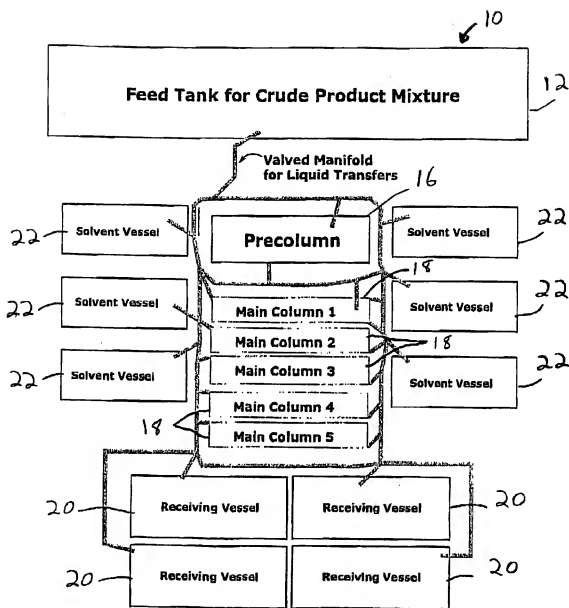 10
Feed Tank for Crude Product Mixture
12
Valved Manifold
for Liquid Transfers
16
Precolumn
22
Solvent Vessel
Solvent Vessel
22
18
22
Solvent Vessel
Solvent Vessel
22
Main Column 1
Main Column 2
18
Main Column 3
22
Solvent Vessel
Solvent Vessel
22
Main Column 4
18
Main Column 5
20
Receiving Vessel
Receiving Vessel
20
20
Receiving Vessel
Receiving Vessel
20